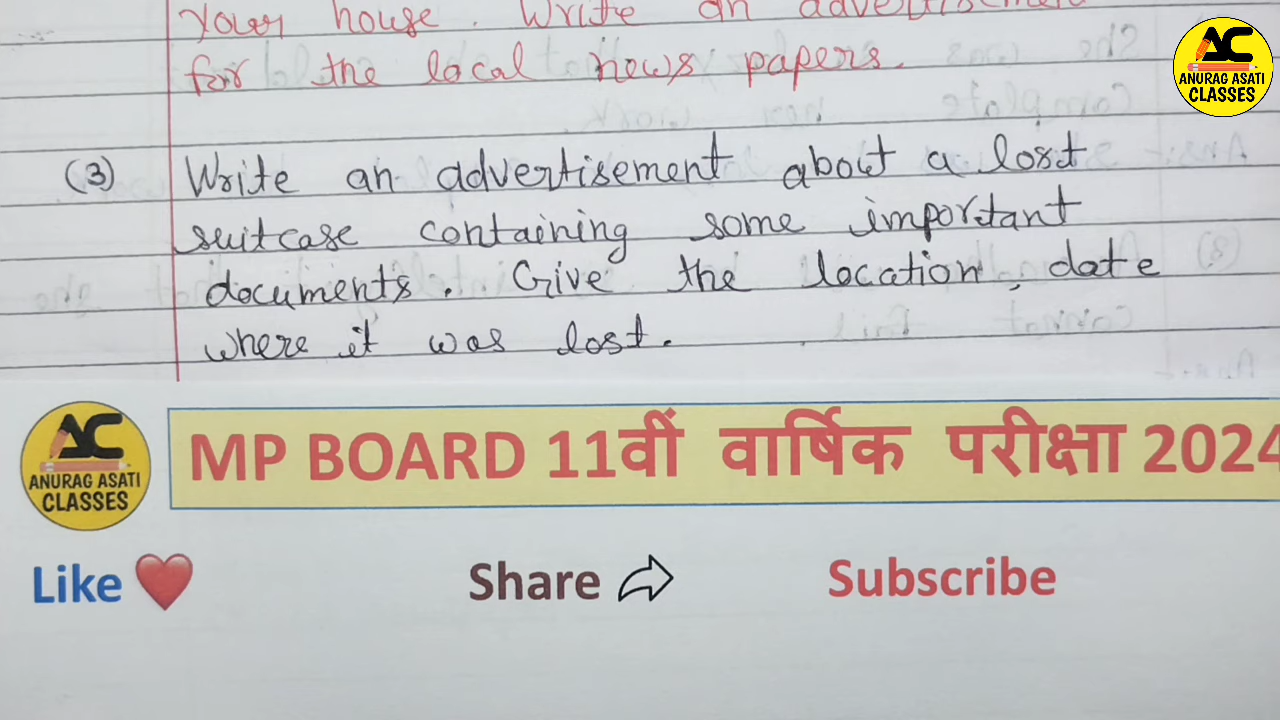 your house. Write an advertisement
for the local news papers.
AC
ANURAG ASATI
CLASSES
(3) Write an advertisement about a lost
suitcase containing some important
documents. Give the location, date
where it was lost.
AC
ANURAG ASATI
CLASSES
MP BOARD 11वीं वार्षिक परीक्षा 2024
Like
Share
Subscribe